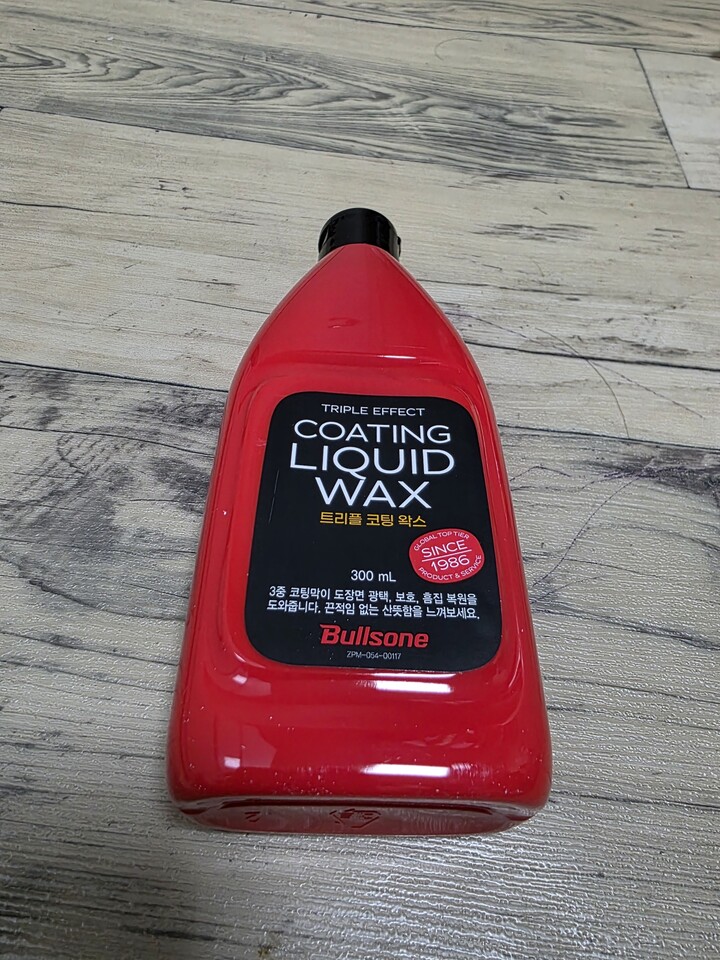 TRIPLE EFFECT
COATING
LIQUID
WAX
트리플 코팅 왁스
GLOBAL TOP TIER
SINCE
1986
PRODUCT & SERVICE
300 mL
3중 코팅막이 도장면 광택, 보호, 흠집 복원을
도와줍니다. 끈적임 없는 산뜻함을 느껴보세요.
Bullsone
ZPM-054-00117
2